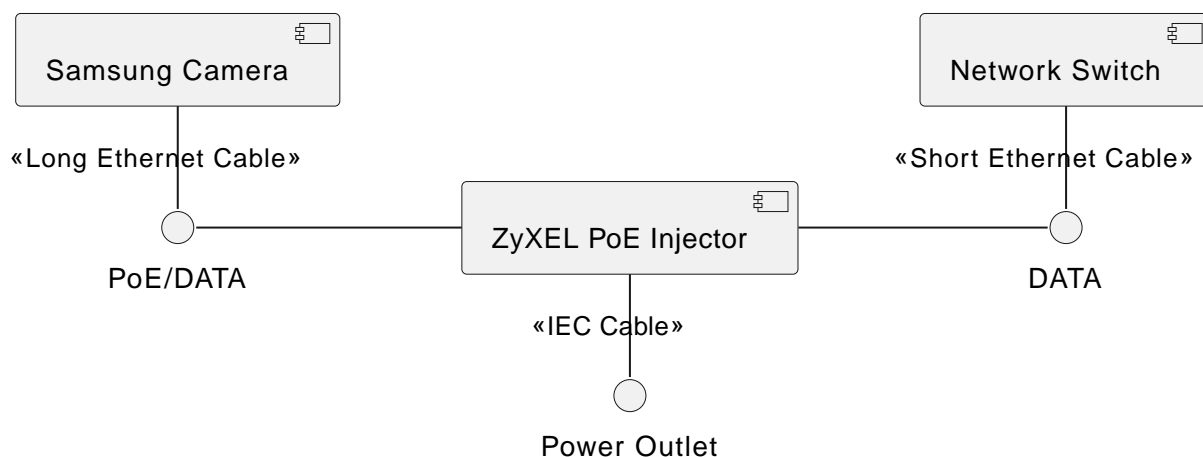 Samsung Camera
Network Switch
«Long Ethernet Cable»
«Short Ethernet Cable»
ZyXEL PoE Injector
PoE/DATA
DATA
«IEC Cable»
Power Outlet